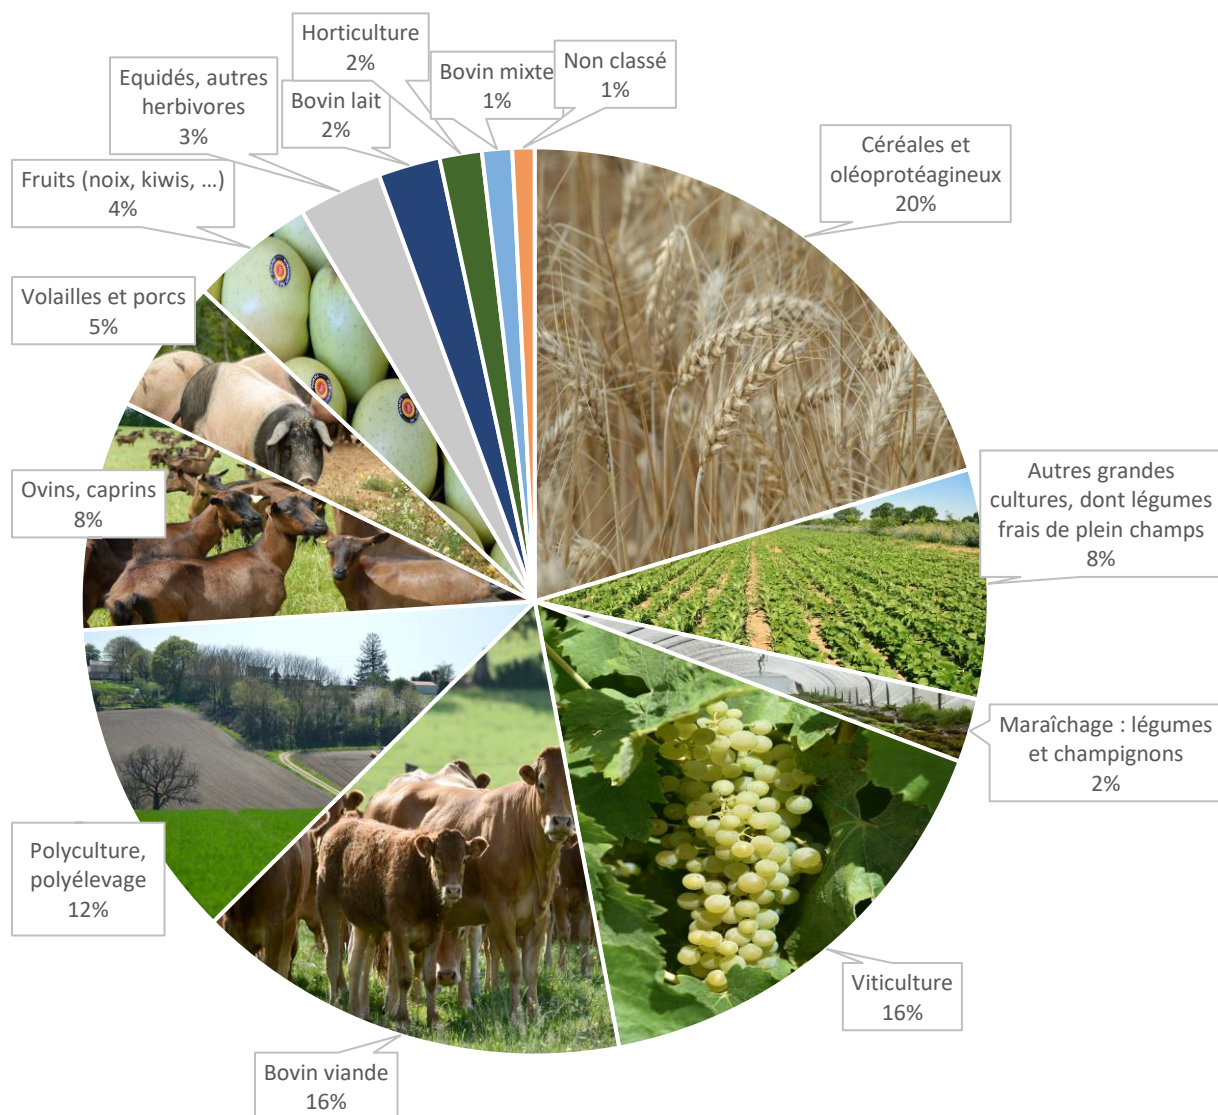 Horticulture
2%
Bovin mixte
1%
Non classé
1%
Equidés, autres
herbivores
3%
Bovin lait
2%
Céréales et
oléoprotéagineux
20%
Fruits (noix, kiwis, ...)
4%
Volailles et porcs
5%
Ovins, caprins
8%
Autres grandes
cultures, dont légumes
frais de plein champs
8%
Maraîchage : légumes
et champignons
2%
Polyculture,
polyélevage
12%
Viticulture
16%
Bovin viande
16%